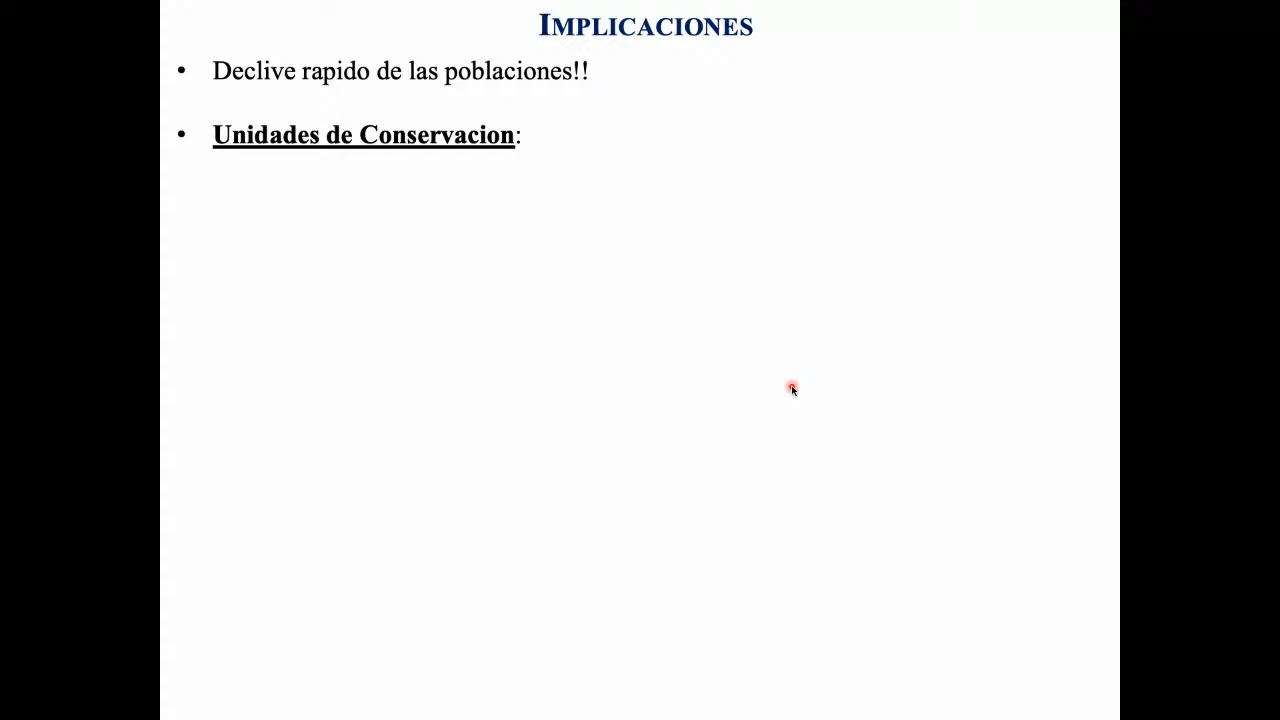 IMPLICACIONES
• Declive rapido de las poblaciones!!
• Unidades de Conservacion: